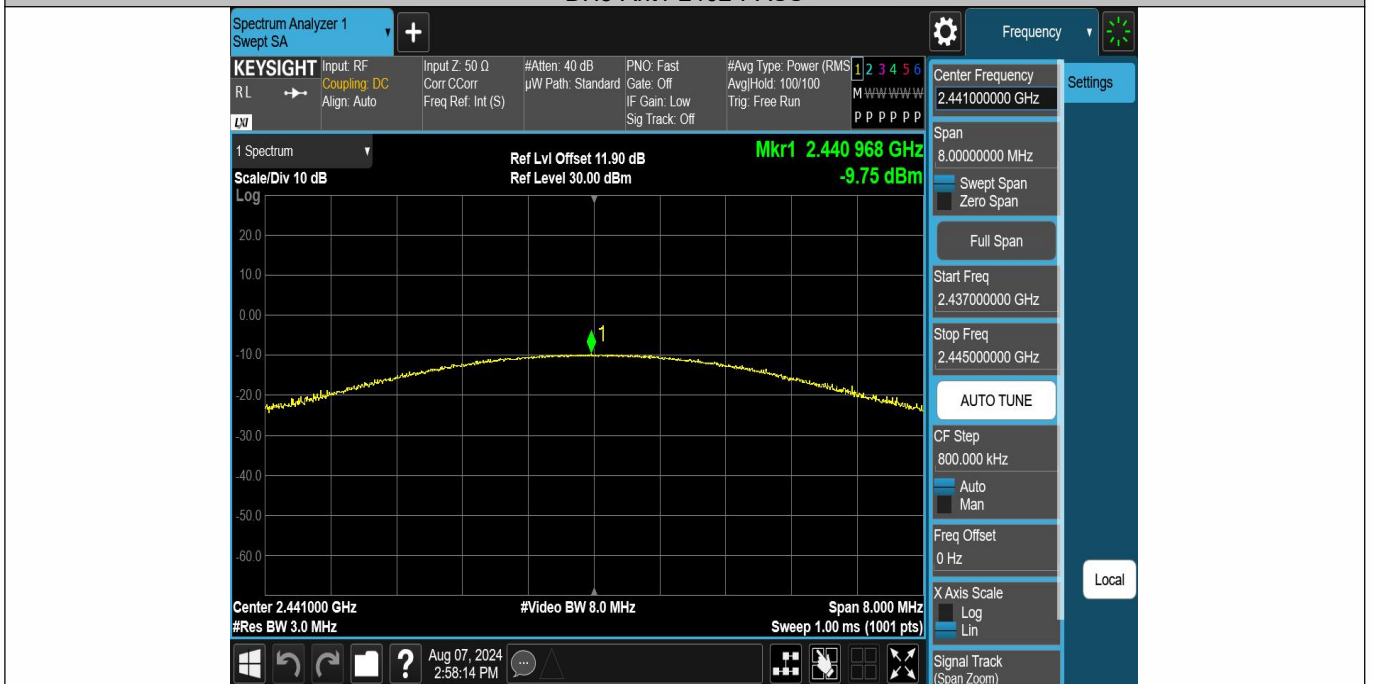 Spectrum Analyzer 1
Swept SA
Frequency
KEYSIGHT
RL
LXI
Input: RF
Coupling: DC
Align: Auto
Input Z: 50 Ω
Corr CCorr
Freq Ref: Int (S)
#Atten: 40 dB
µW Path: Standard
PNO: Fast
Gate: Off
IF Gain: Low
Sig Track: Off
#Avg Type: Power (RMS
Avg|Hold: 100/100
Trig: Free Run
1 2 3 4 5 6
M W W W W W
P P P P P P
1 Spectrum
Scale/Div 10 dB
Log
Ref Lvl Offset 11.90 dB
Ref Level 30.00 dBm
Mkr1 2.440 968 GHz
-9.75 dBm
20.0
10.0
0.00
1
-10.0
-20.0
-30.0
-40.0
-50.0
-60.0
Center 2.441000 GHz
#Res BW 3.0 MHz
#Video BW 8.0 MHz
Span 8.000 MHz
Sweep 1.00 ms (1001 pts)
Center Frequency
2.441000000 GHz
Settings
Span
8.00000000 MHz
Swept Span
Zero Span
Full Span
Start Freq
2.437000000 GHz
Stop Freq
2.445000000 GHz
AUTO TUNE
CF Step
800.000 kHz
Auto
Man
Freq Offset
0 Hz
X Axis Scale
Log
Lin
Local
Signal Track
(Span Zoom)
?
Aug 07, 2024
2:58:14 PM